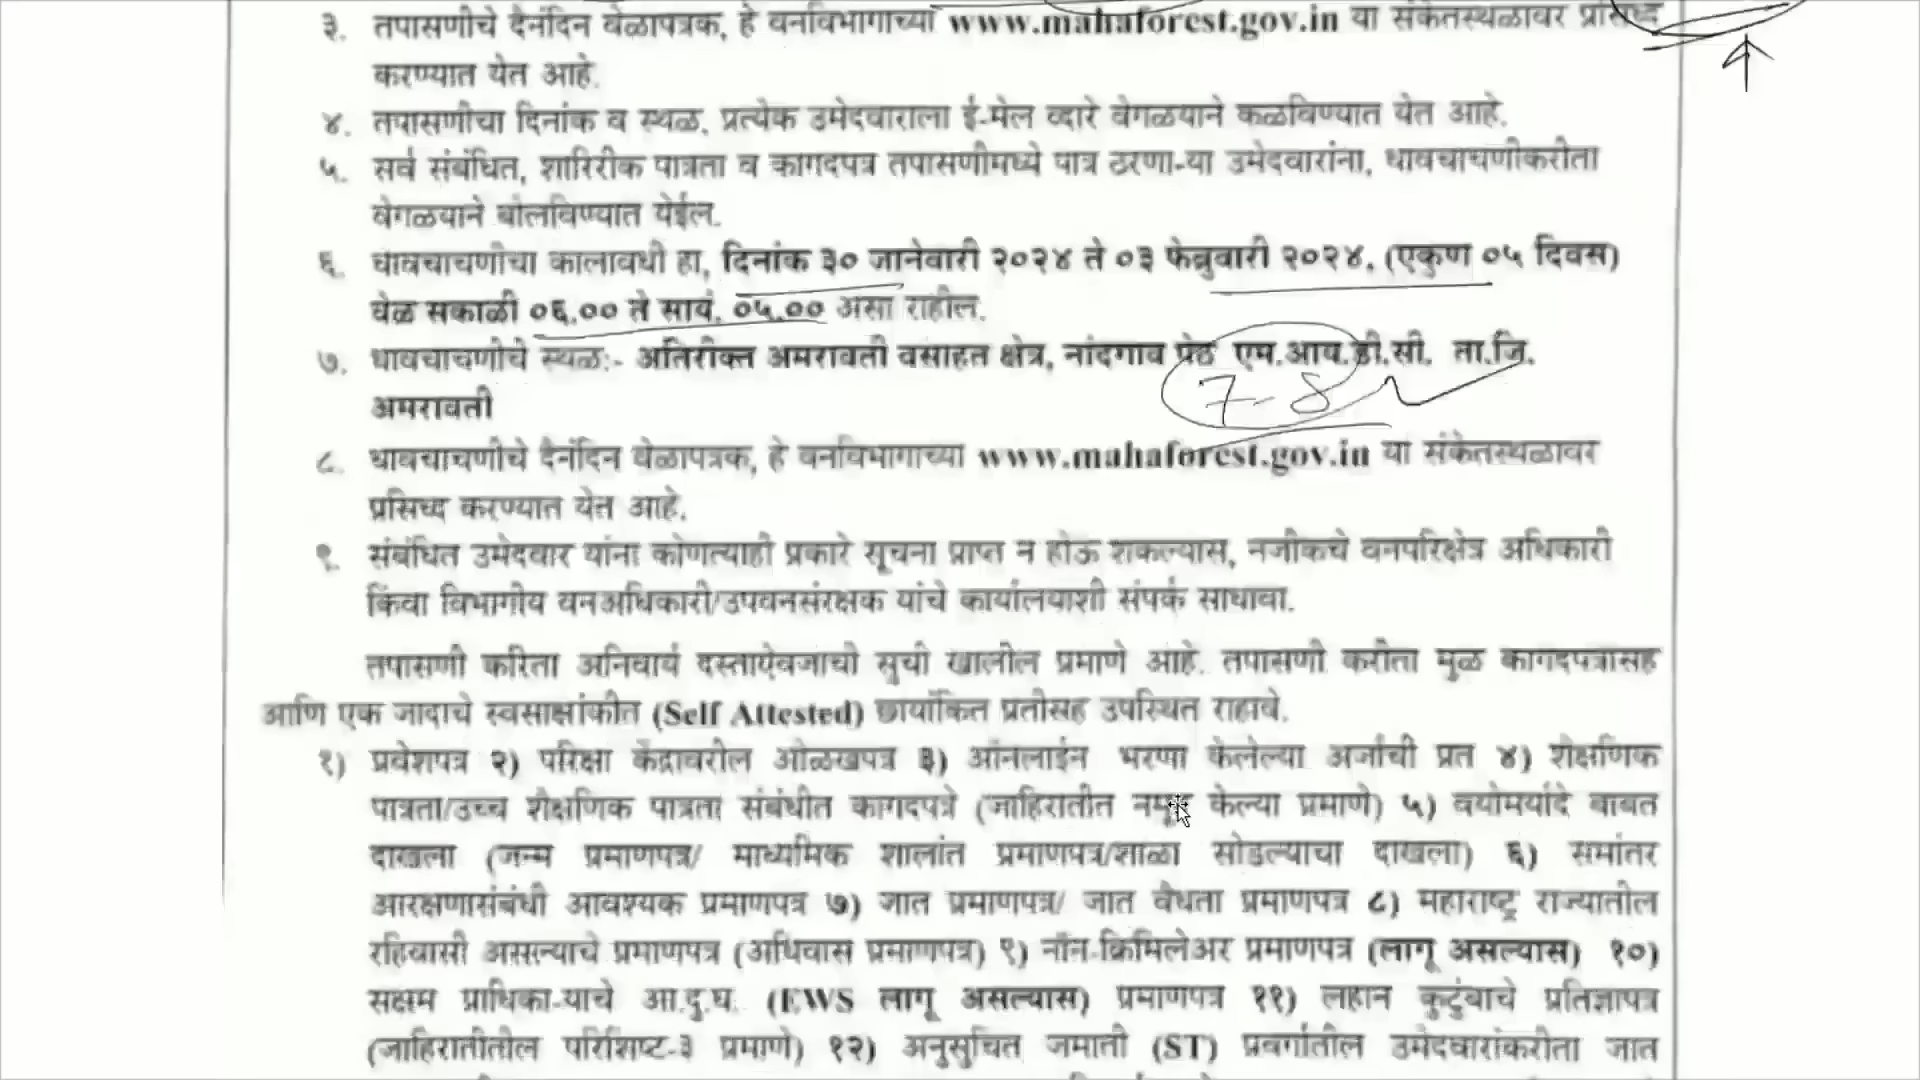 ३. तपासणीचे दैनंदिन वेळापत्रक, हे वनविभागाच्या www.mahaforest.gov.in या संकेतस्थळावर प्रसिध्द
करण्यात येत आहे.
४. तपासणीचा दिनांक व स्थळ, प्रत्येक उमेदवाराला ई-मेल व्दारे वेगळयाने कळविण्यात येत आहे.
५. सर्व संबंधित, शारिरीक पात्रता व कागदपत्र तपासणीमध्ये पात्र ठरणा-या उमेदवारांना, धावचाचणीकरीता
वेगळयाने बोलविण्यात येईल.
६. धावचाचणीचा कालावधी हा, दिनांक ३० जानेवारी २०२४ ते ०३ फेब्रुवारी २०२४, (एकुण ०५ दिवस)
वेळ सकाळी ०६.०० ते सायं. ०५.०० असा राहील.
७. धावचाचणीचे स्थळ:- अतिरीक्त अमरावती वसाहत क्षेत्र, नांदगाव पेठ एम.आय.डी.सी. ता.जि.
7-8
अमरावती
८. धावचाचणीचे दैनंदिन वेळापत्रक, हे वनविभागाच्या www.mahaforest.gov.in या संकेतस्थळावर
प्रसिध्द करण्यात येत आहे.
९. संबंधित उमेदवार यांना कोणत्याही प्रकारे सूचना प्राप्त न होऊ शकल्यास, नजीकचे वनपरिक्षेत्र अधिकारी
किंवा विभागीय वनअधिकारी/उपवनसंरक्षक यांचे कार्यालयाशी संपर्क साधावा.
तपासणी करिता अनिवार्य दस्ताऐवजाची सुची खालील प्रमाणे आहे. तपासणी करीता मुळ कागदपत्रासह
आणि एक जादाचे स्वसाक्षांकीत (Self Attested) छायांकित प्रतीसह उपस्थित राहावे.
१) प्रवेशपत्र २) परिक्षा केंद्रावरील ओळखपत्र ३) ऑनलाईन भरणा केलेल्या अर्जाची प्रत ४) शैक्षणिक
पात्रता/उच्च शैक्षणिक पात्रता संबंधीत कागदपत्रे (जाहिरातीत नमूद केल्या प्रमाणे) ५) वयोमर्यादे बाबत
दाखला (जन्म प्रमाणपत्र/ माध्यमिक शालांत प्रमाणपत्र/शाळा सोडल्याचा दाखला) ६) समांतर
आरक्षणासंबंधी आवश्यक प्रमाणपत्र ७) जात प्रमाणपत्र/ जात वैधता प्रमाणपत्र ८) महाराष्ट्र राज्यातील
रहिवासी असल्याचे प्रमाणपत्र (अधिवास प्रमाणपत्र) ९) नॉन-क्रिमिलेअर प्रमाणपत्र (लागू असल्यास) १०)
सक्षम प्राधिका-याचे आ.दु.घ. (EWS लागू असल्यास) प्रमाणपत्र ११) लहान कुटुंबाचे प्रतिज्ञापत्र
(जाहिरातीतील परिशिष्ट-३ प्रमाणे) १२) अनुसुचित जमाती (ST) प्रवर्गातील उमेदवारांकरीता जात